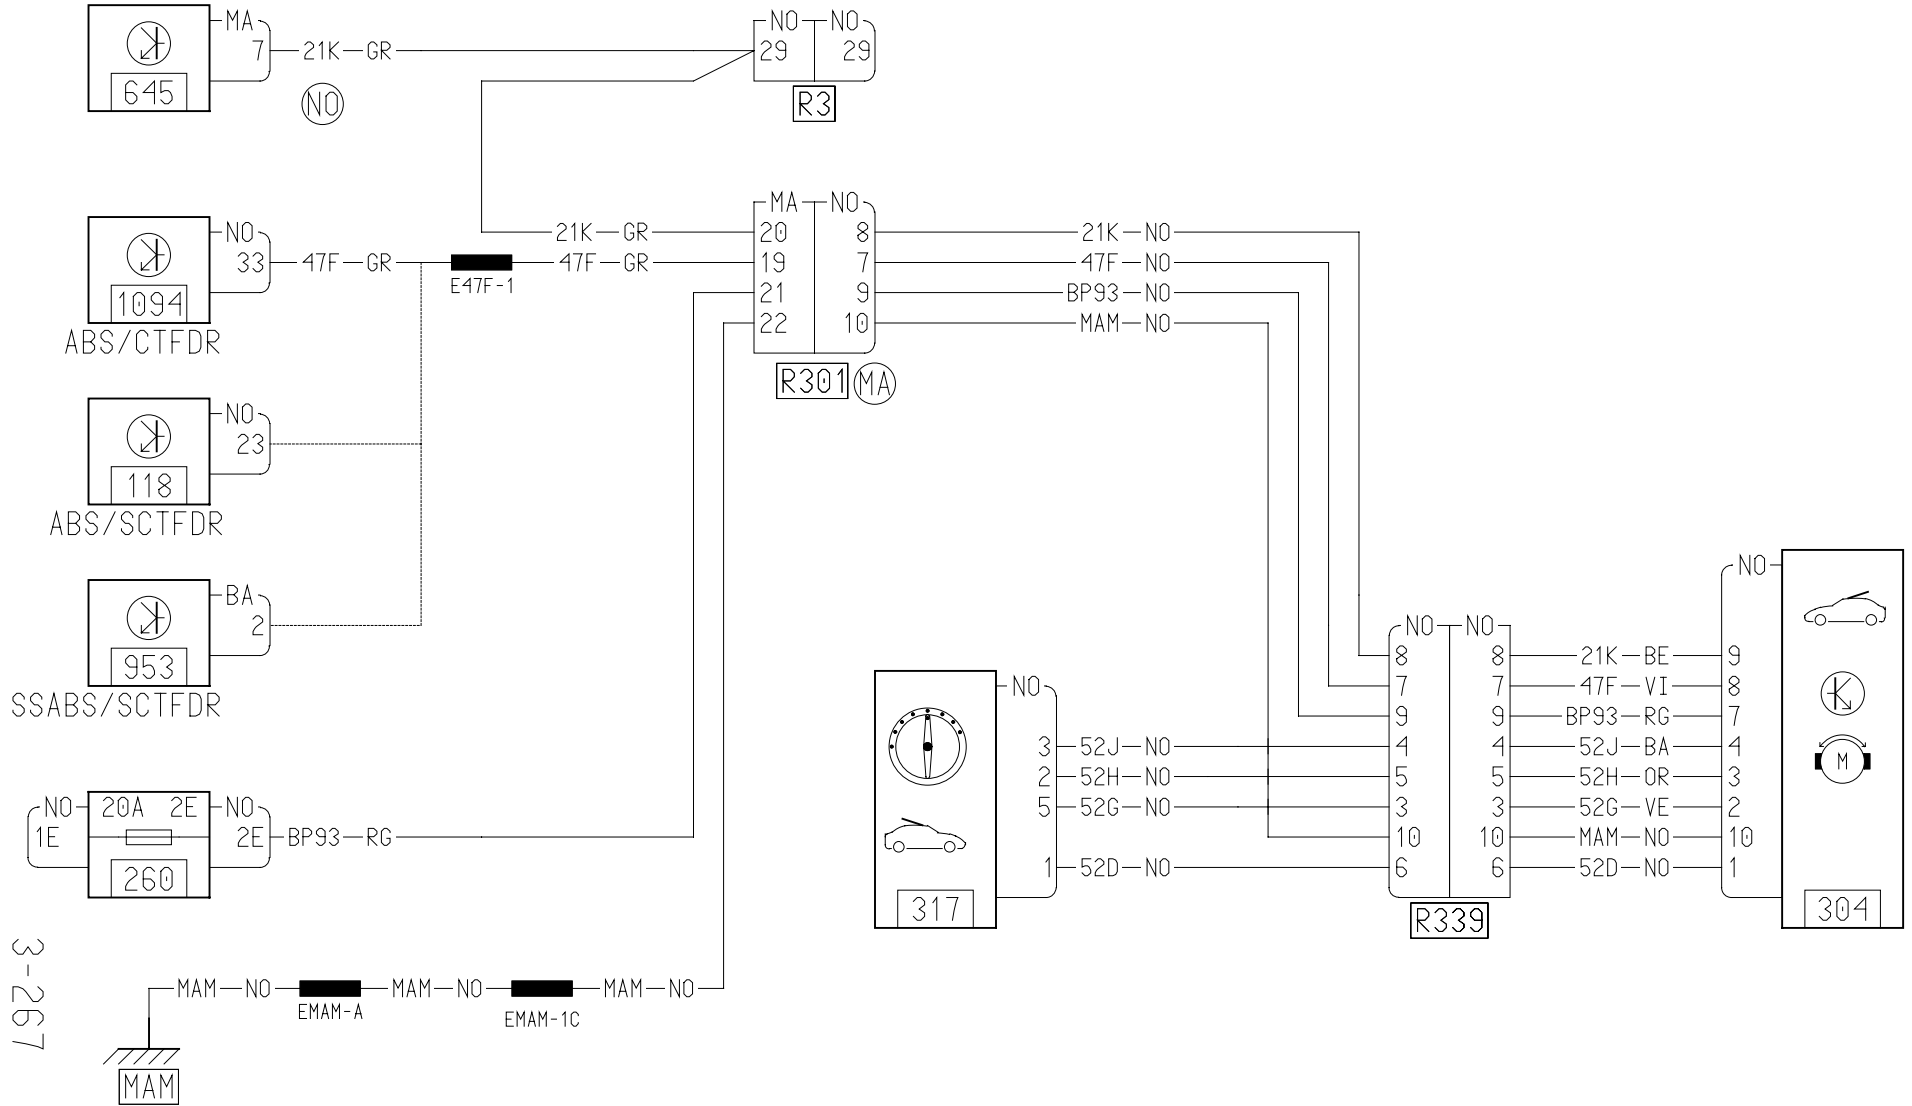 MA
7 21K GR
645
NO
NO NO
29 29
R3
NO
33 47F GR
1094
ABS/CTFDR
E47F-1
21K GR
47F GR
MA NO
20 8
19 7
21 9
22 10
R301 MA
21K NO
47F NO
BP93 NO
MAM NO
NO
23
118
ABS/SCTFDR
BA
2
953
SSABS/SCTFDR
NO 20A 2E NO
1E 2E BP93 RG
260
MAM NO MAM NO MAM NO
EMAM-A EMAM-1C
MAM
3-267
NO
3 52J NO
2 52H NO
5 52G NO
1 52D NO
317
NO NO
8 8 21K BE 9
7 7 47F VI 8
9 9 BP93 RG 7
4 4 52J BA 4
5 5 52H OR 3
3 3 52G VE 2
10 10 MAM NO 10
6 6 52D NO 1
R339
NO
M
304